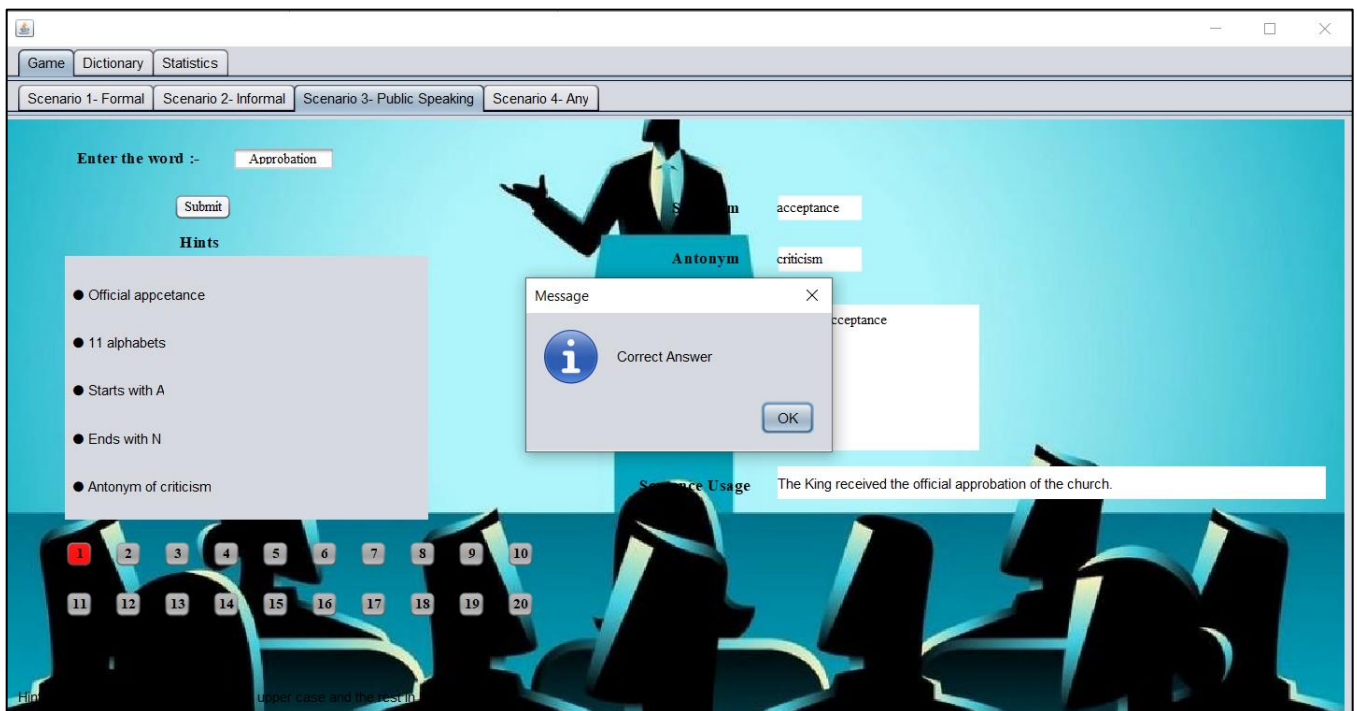 Game Dictionary Statistics
Scenario 1- Formal Scenario 2- Informal Scenario 3- Public Speaking Scenario 4- Any
Enter the word :- Approbation
Submit
acceptance
Hints
Antonym criticism
Official appcetance
Message
cceptance
11 alphabets
Correct Answer
Starts with A
OK
Ends with N
Antonym of criticism
Usage The King received the official approbation of the church.
1 2 3 4 5 6 7 8 9 10
11 12 13 14 15 16 17 18 19 20
upper case and the rest in